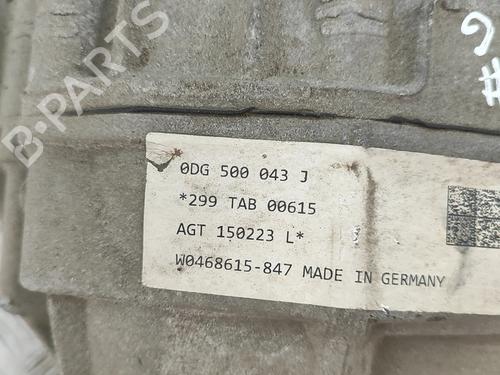 B-PARTS
# G
0DG 500 043 J
*299 TAB 00615
AGT 150223 L*
W0468615-847 MADE IN GERMANY